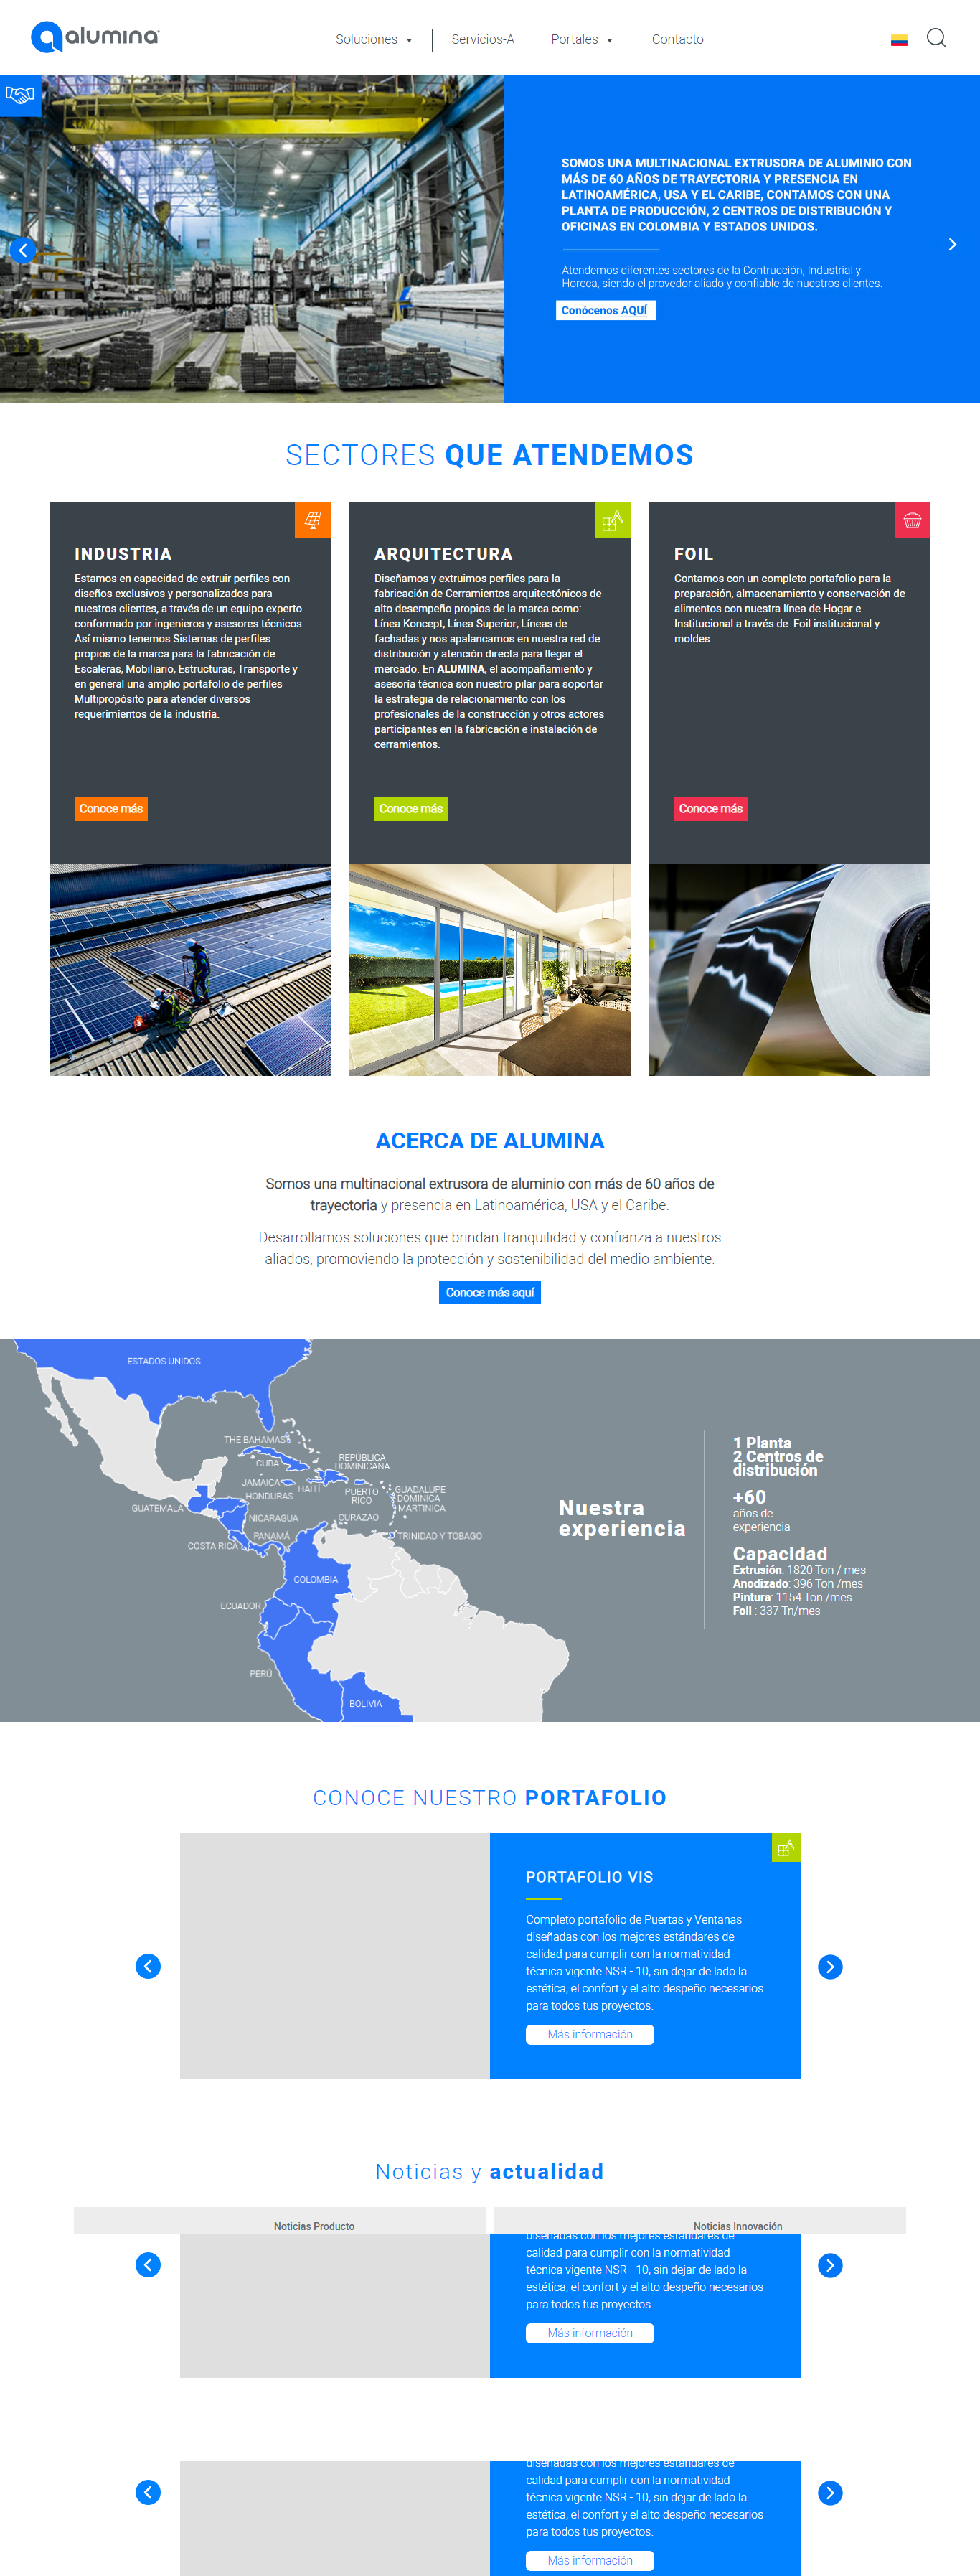 alumina
Soluciones
Servicios-A
Portales
Contacto
SOMOS UNA MULTINACIONAL EXTRUSORA DE ALUMINIO CON
MÁS DE 60 AÑOS DE TRAYECTORIA Y PRESENCIA EN
LATINOAMÉRICA, USA Y EL CARIBE, CONTAMOS CON UNA
PLANTA DE PRODUCCIÓN, 2 CENTROS DE DISTRIBUCIÓN Y
OFICINAS EN COLOMBIA Y ESTADOS UNIDOS.
Atendemos diferentes sectores de la Contrucción, Industrial y
Horeca, siendo el provedor aliado y confiable de nuestros clientes.
Conócenos AQUÍ
SECTORES QUE ATENDEMOS
INDUSTRIA
Estamos en capacidad de extruir perfiles con
diseños exclusivos y personalizados para
nuestros clientes, a través de un equipo experto
conformado por ingenieros y asesores técnicos.
Así mismo tenemos Sistemas de perfiles
propios de la marca para la fabricación de:
Escaleras, Mobiliario, Estructuras, Transporte y
en general una amplio portafolio de perfiles
Multipropósito para atender diversos
requerimientos de la industria.
Conoce más
ARQUITECTURA
Diseñamos y extruimos perfiles para la
fabricación de Cerramientos arquitectónicos de
alto desempeño propios de la marca como:
Línea Koncept, Línea Superior, Líneas de
fachadas y nos apalancamos en nuestra red de
distribución y atención directa para llegar el
mercado. En ALUMINA, el acompañamiento y
asesoría técnica son nuestro pilar para soportar
la estrategia de relacionamiento con los
profesionales de la construcción y otros actores
participantes en la fabricación e instalación de
cerramientos.
Conoce más
FOIL
Contamos con un completo portafolio para la
preparación, almacenamiento y conservación de
alimentos con nuestra línea de Hogar e
Institucional a través de: Foil institucional y
moldes.
Conoce más
ACERCA DE ALUMINA
Somos una multinacional extrusora de aluminio con más de 60 años de
trayectoria y presencia en Latinoamérica, USA y el Caribe.
Desarrollamos soluciones que brindan tranquilidad y confianza a nuestros
aliados, promoviendo la protección y sostenibilidad del medio ambiente.
Conoce más aquí
ESTADOS UNIDOS
THE BAHAMAS
CUBA
REPÚBLICA
DOMINICANA
JAMAICA
HAITÍ
PUERTO
RICO
GUADALUPE
DOMINICA
MARTINICA
HONDURAS
GUATEMALA
NICARAGUA
CURAZAO
PANAMÁ
TRINIDAD Y TOBAGO
COSTA RICA
COLOMBIA
ECUADOR
PERÚ
BOLIVIA
Nuestra
experiencia
1 Planta
2 Centros de
distribución
+60
años de
experiencia
Capacidad
Extrusión: 1820 Ton / mes
Anodizado: 396 Ton /mes
Pintura: 1154 Ton /mes
Foil : 337 Tn/mes
CONOCE NUESTRO PORTAFOLIO
PORTAFOLIO VIS
Completo portafolio de Puertas y Ventanas
diseñadas con los mejores estándares de
calidad para cumplir con la normatividad
técnica vigente NSR - 10, sin dejar de lado la
estética, el confort y el alto despeño necesarios
para todos tus proyectos.
Más información
Noticias y actualidad
Noticias Producto
Noticias Innovación
diseñadas con los mejores estándares de
calidad para cumplir con la normatividad
técnica vigente NSR - 10, sin dejar de lado la
estética, el confort y el alto despeño necesarios
para todos tus proyectos.
Más información
diseñadas con los mejores estándares de
calidad para cumplir con la normatividad
técnica vigente NSR - 10, sin dejar de lado la
estética, el confort y el alto despeño necesarios
para todos tus proyectos.
Más información